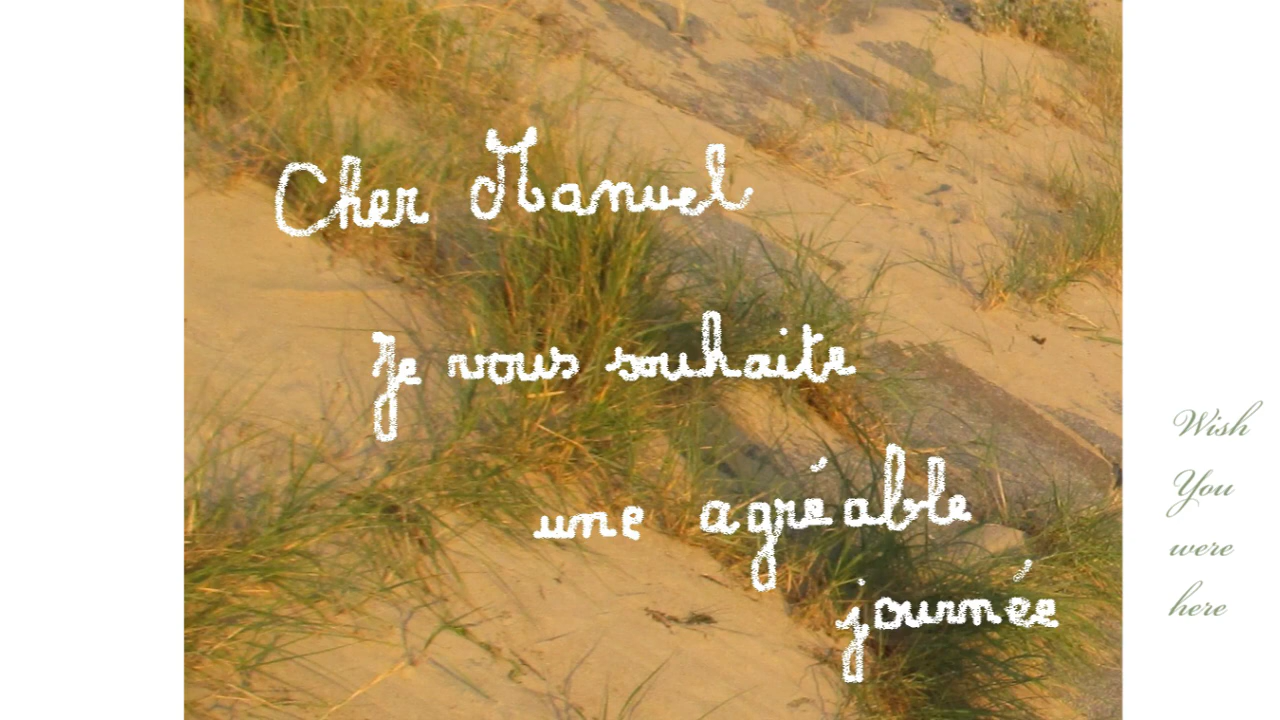 Cher Manuel
Je vous souhaite
une agréable
journée
Wish
You
were
here